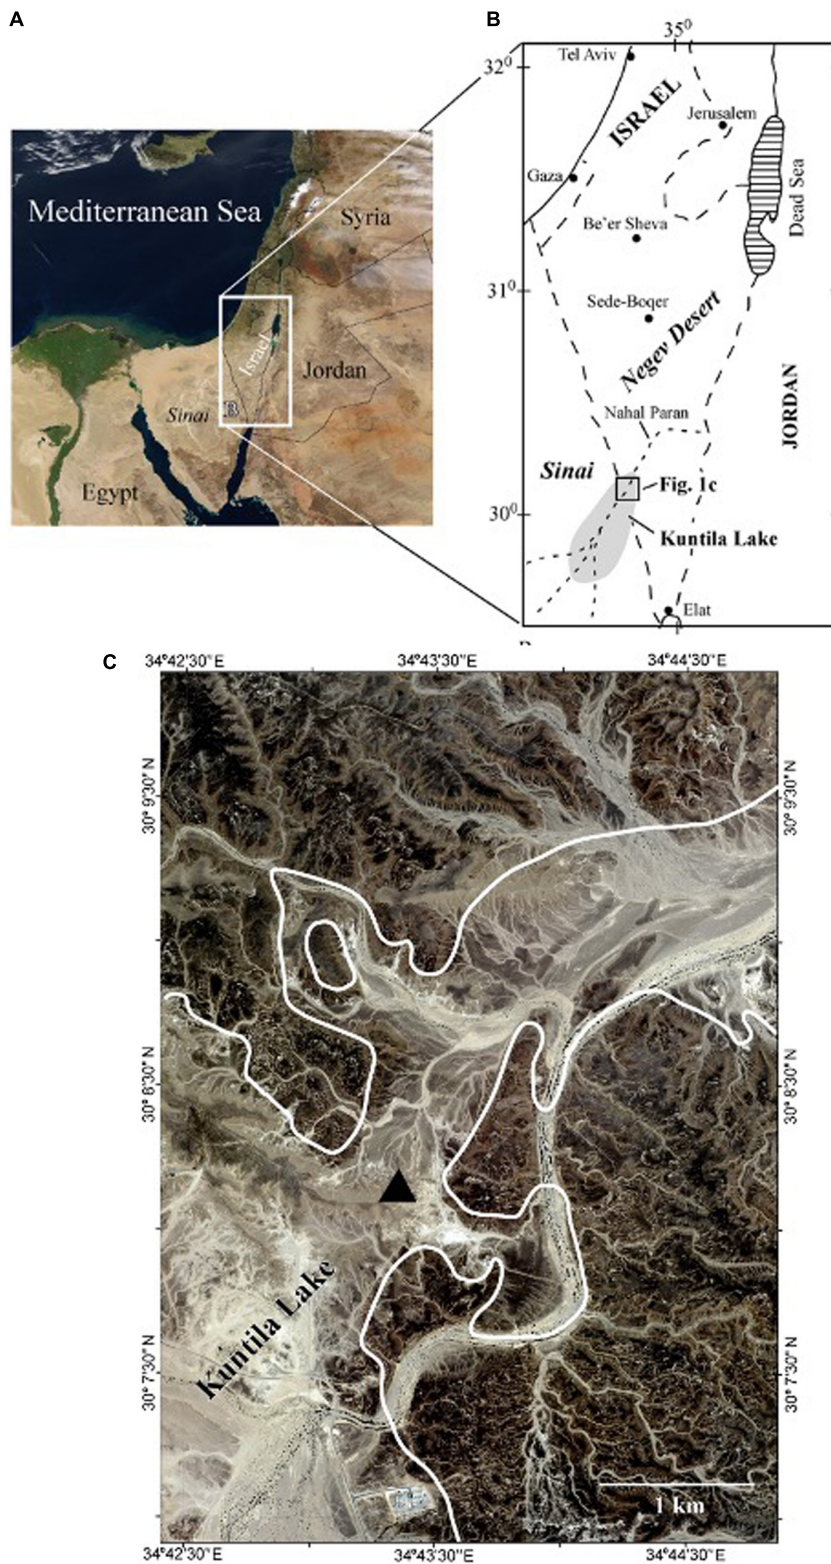 A
Mediterranean Sea
Syria
Israel
Jordan
Sinai
B
Egypt
B
35⁰
32⁰
Tel Aviv
ISRAEL
Jerusalem
Gaza
Dead Sea
Be'er Sheva
31⁰
Sede-Boqer
Negev Desert
Nahal Paran
JORDAN
Sinai
Fig. 1c
30⁰
Kuntila Lake
Elat
C
34°42'30"E
34°43'30"E
34°44'30"E
30° 9'30" N
30° 9'30" N
30° 8'30" N
30° 8'30" N
Kuntila Lake
30° 7'30" N
30° 7'30" N
1 km
34°42'30"E
34°43'30"E
34°44'30"E